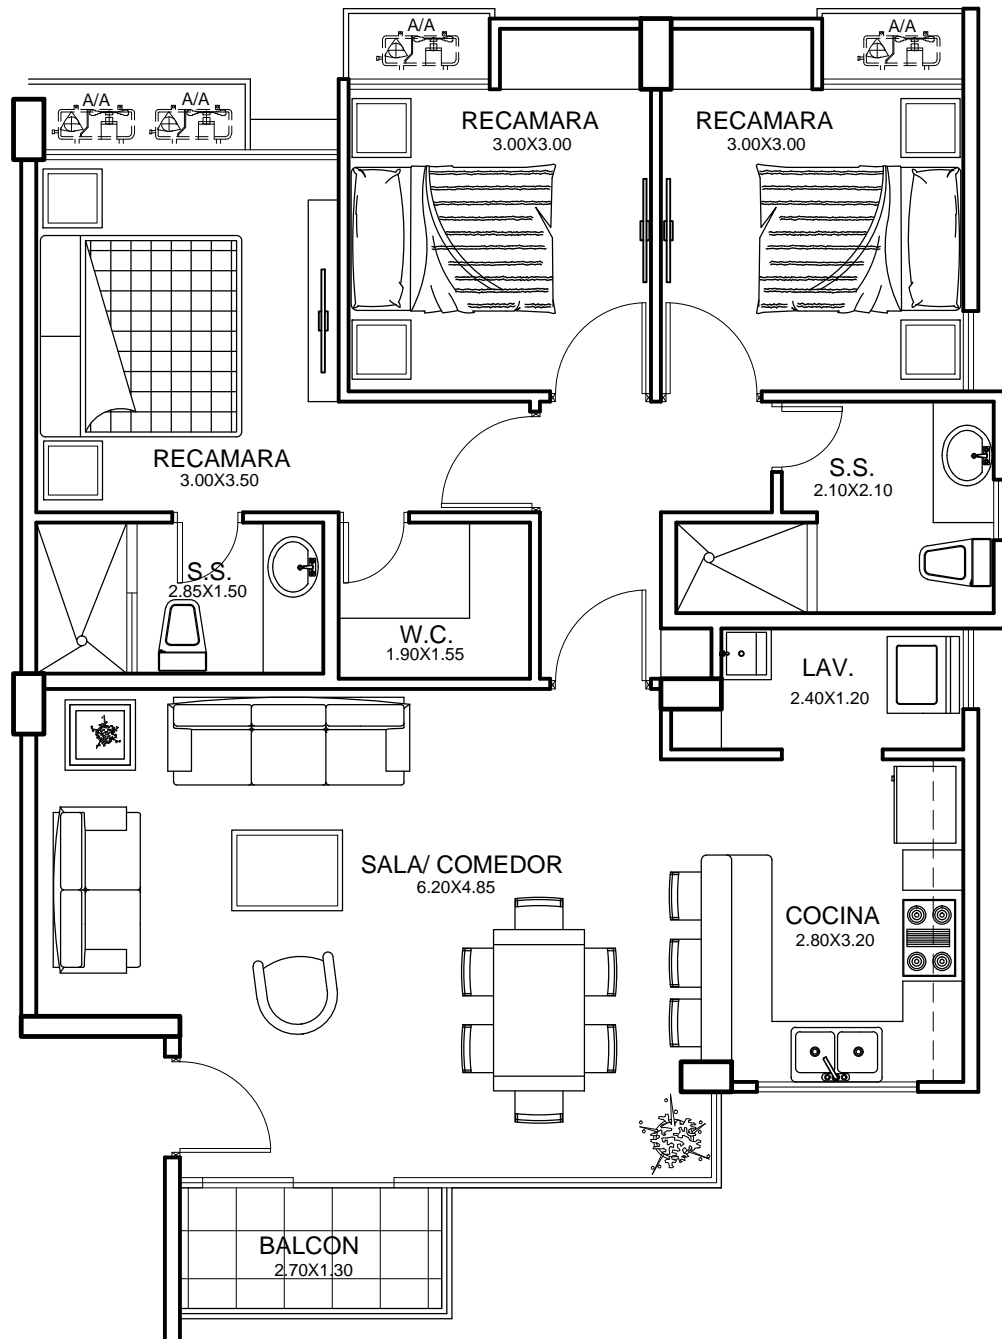 A/A
A/A
A/A
A/A
RECAMARA
3.00X3.00
RECAMARA
3.00X3.00
RECAMARA
3.00X3.50
S.S.
2.10X2.10
S.S.
2.85X1.50
W.C.
1.90X1.55
LAV.
2.40X1.20
SALA/ COMEDOR
6.20X4.85
COCINA
2.80X3.20
BALCON
2.70X1.30